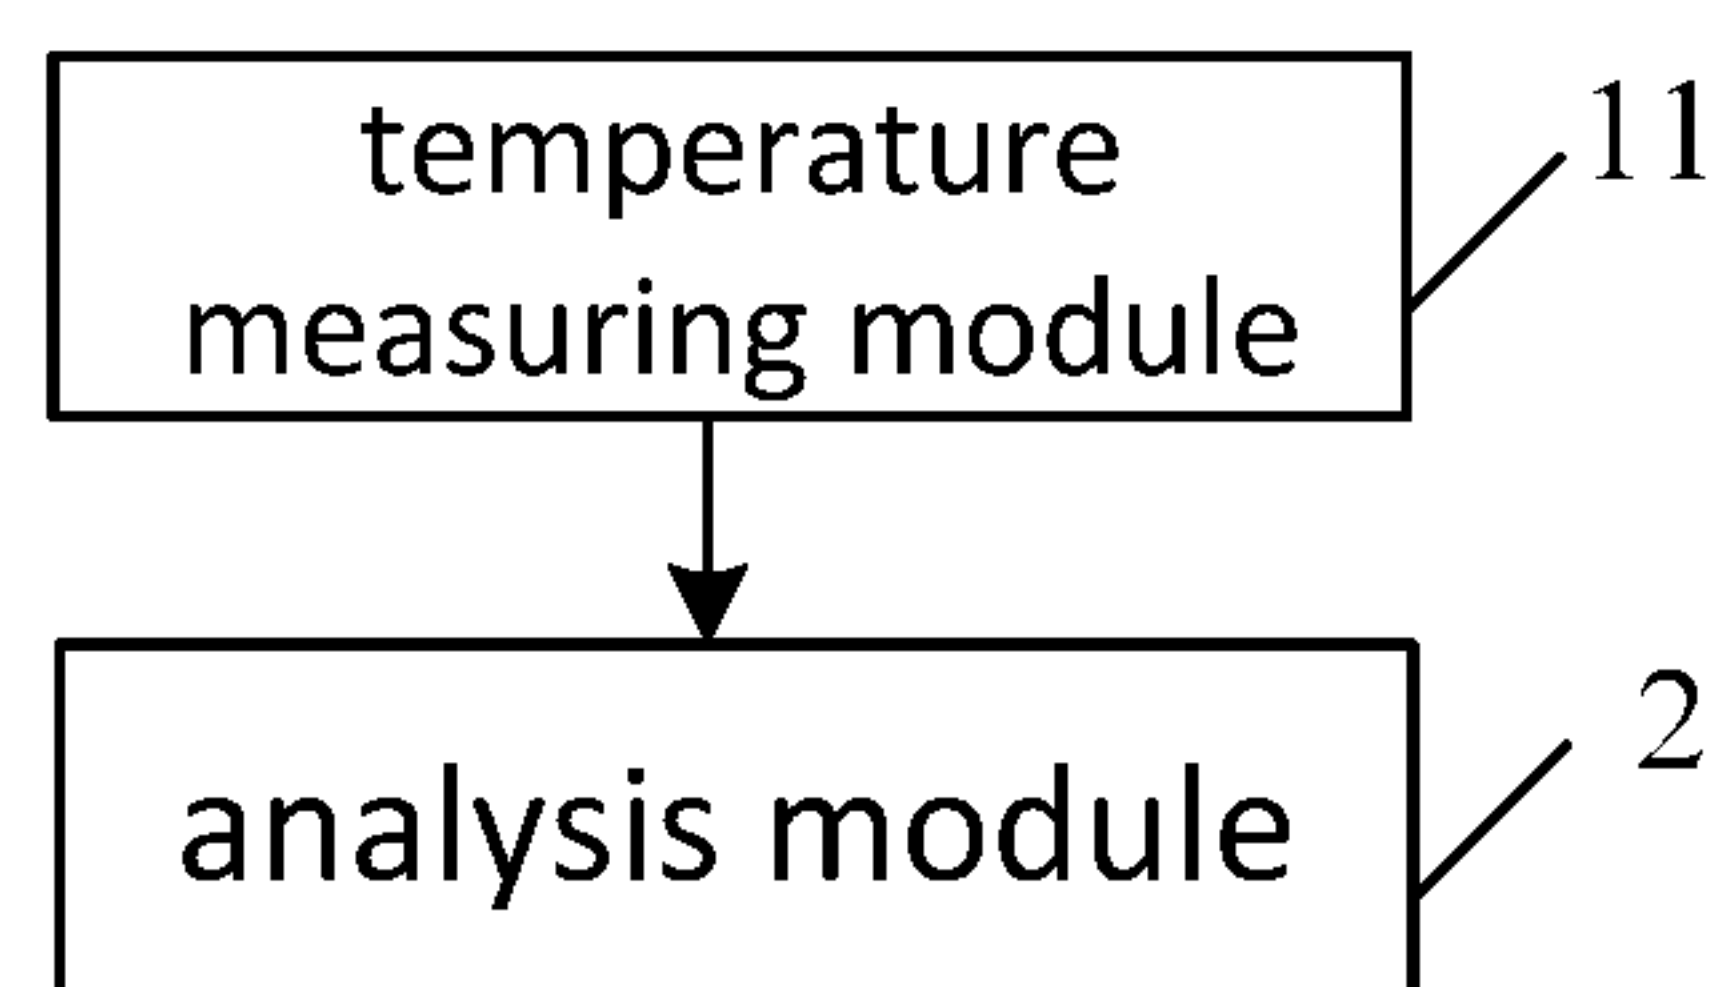 temperature
measuring module
11
analysis module
2